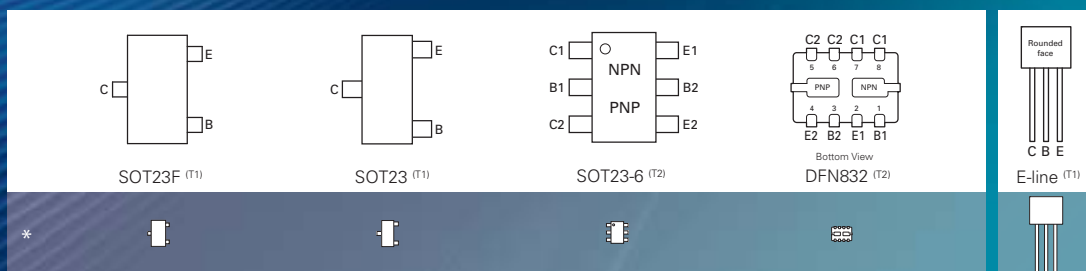 C
E
B
SOT23F (T1)
C
E
B
SOT23 (T1)
C1
B1
C2
NPN
PNP
E1
B2
E2
SOT23-6 (T2)
C2 C2 C1 C1
5 6 7 8
PNP NPN
4 3 2 1
E2 B2 E1 B1
Bottom View
DFN832 (T2)
Rounded
face
C B E
E-line (T1)
*